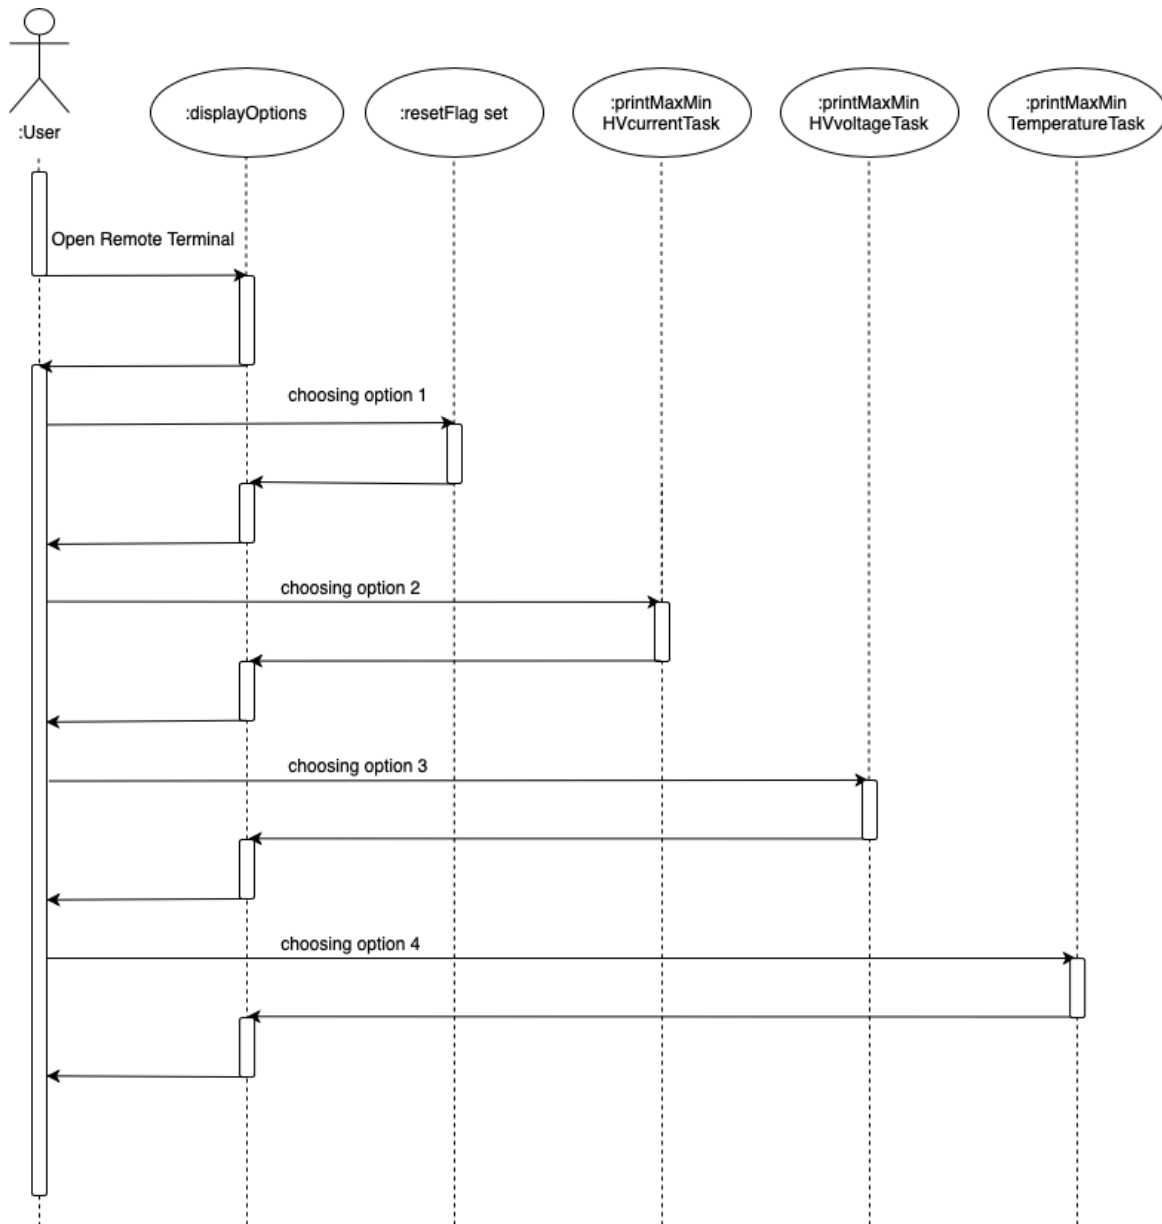 :User
:displayOptions
:resetFlag set
:printMaxMin
HVcurrentTask
:printMaxMin
HVvoltageTask
:printMaxMin
TemperatureTask
Open Remote Terminal
choosing option 1
choosing option 2
choosing option 3
choosing option 4